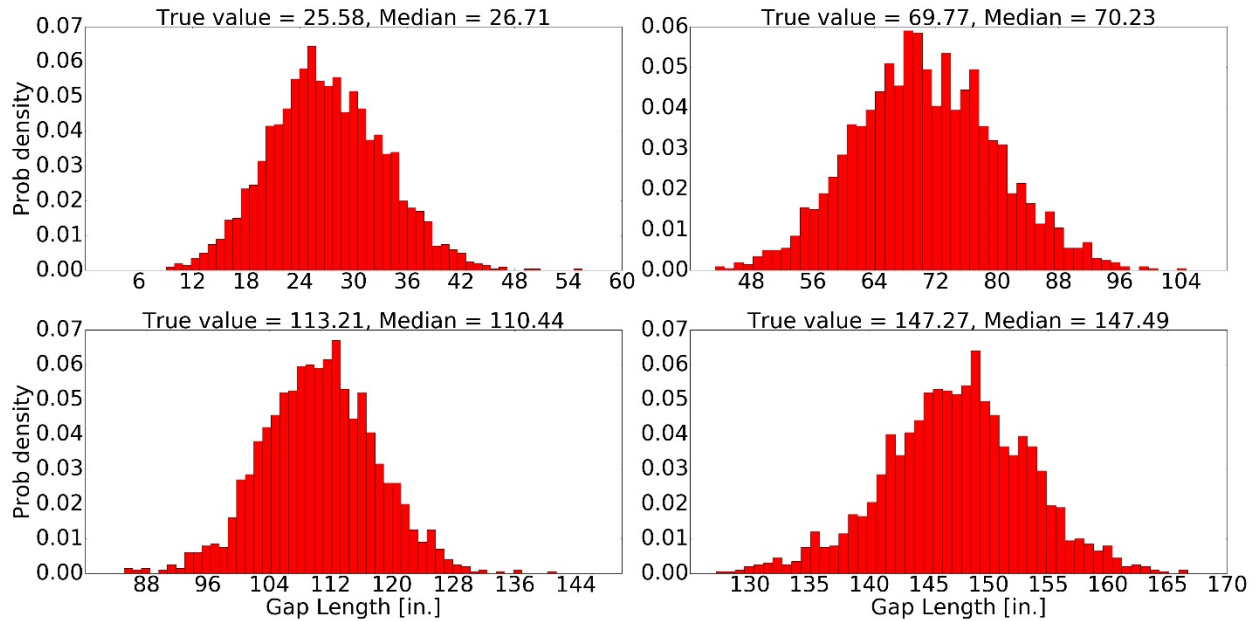 True value = 25.58, Median = 26.71
0.07
0.06
0.05
0.04
0.03
0.02
0.01
0.00
Prob density
6 12 18 24 30 36 42 48 54 60
True value = 69.77, Median = 70.23
0.06
0.05
0.04
0.03
0.02
0.01
0.00
48 56 64 72 80 88 96 104
True value = 113.21, Median = 110.44
0.07
0.06
0.05
0.04
0.03
0.02
0.01
0.00
Prob density
88 96 104 112 120 128 136 144
Gap Length [in.]
True value = 147.27, Median = 147.49
0.07
0.06
0.05
0.04
0.03
0.02
0.01
0.00
130 135 140 145 150 155 160 165 170
Gap Length [in.]